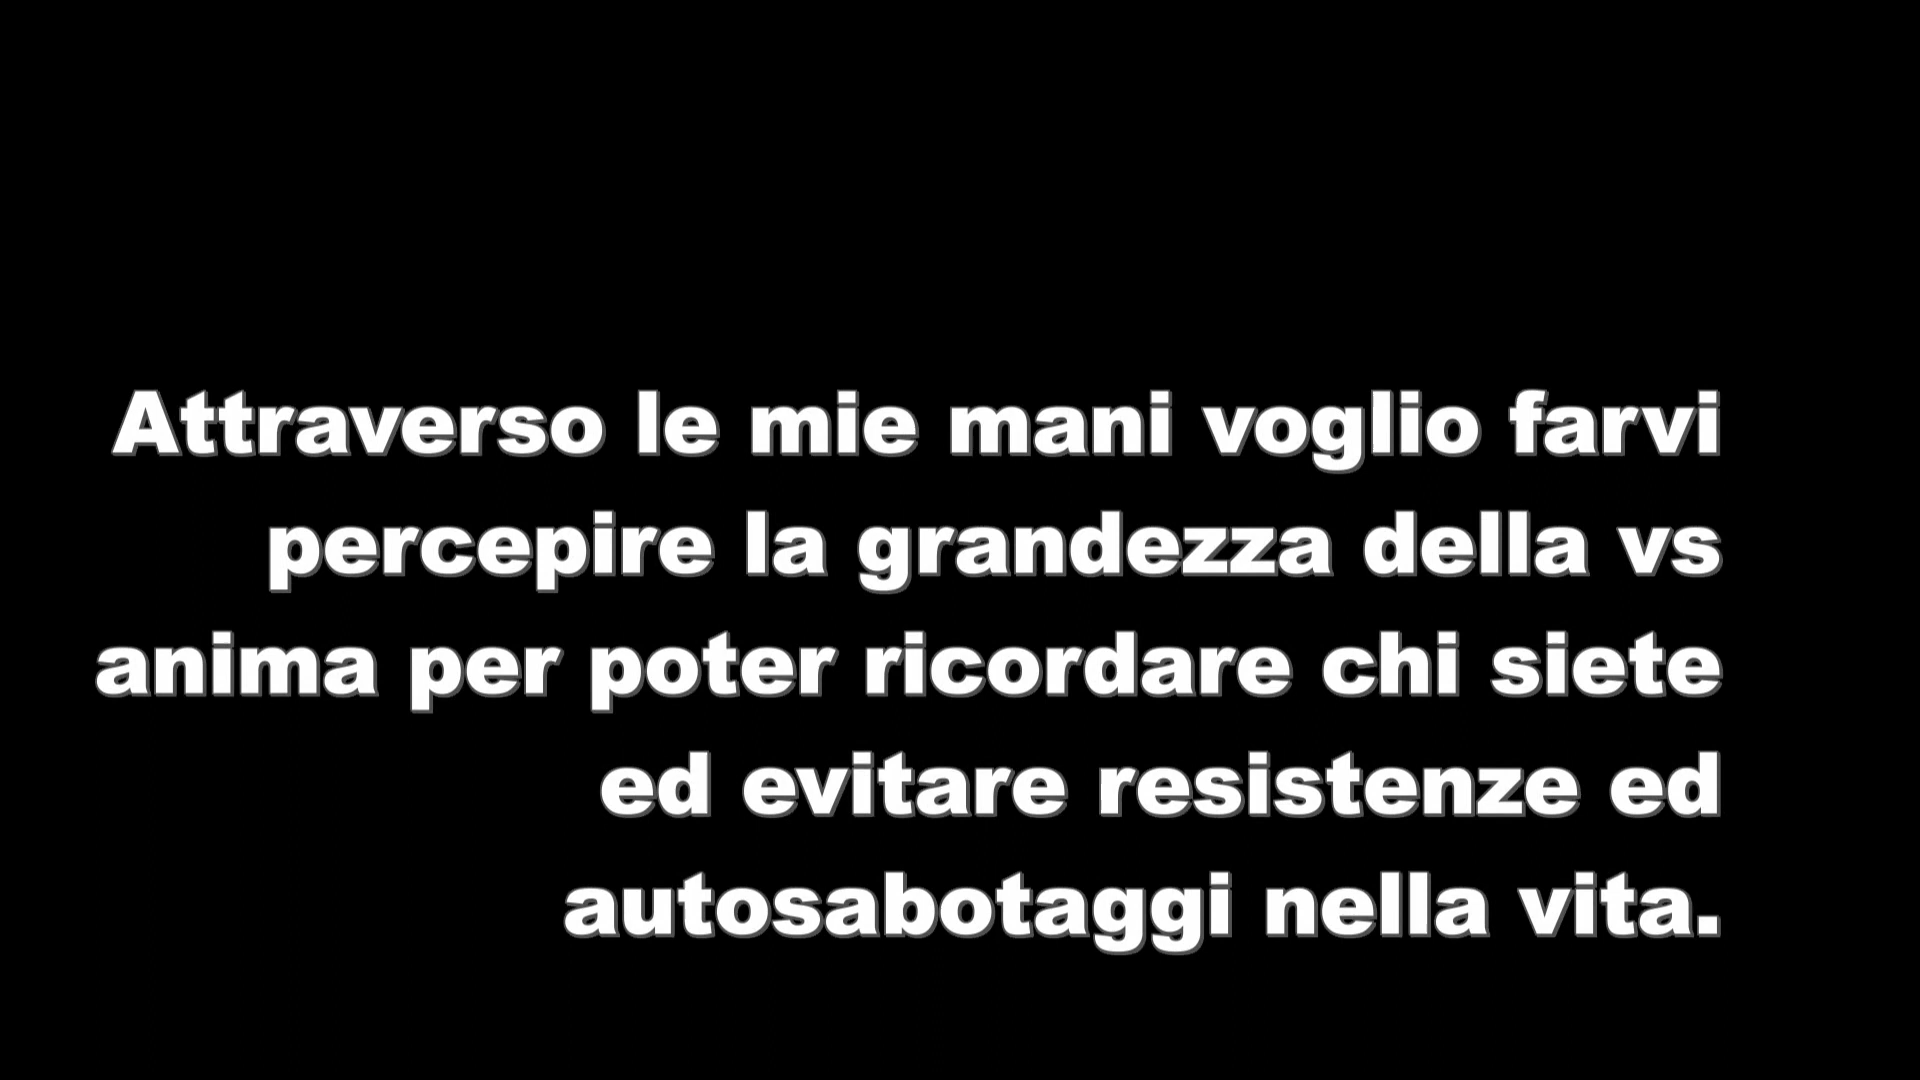 Attraverso le mie mani voglio farvi
percepire la grandezza della vs
anima per poter ricordare chi siete
ed evitare resistenze ed
autosabotaggi nella vita.